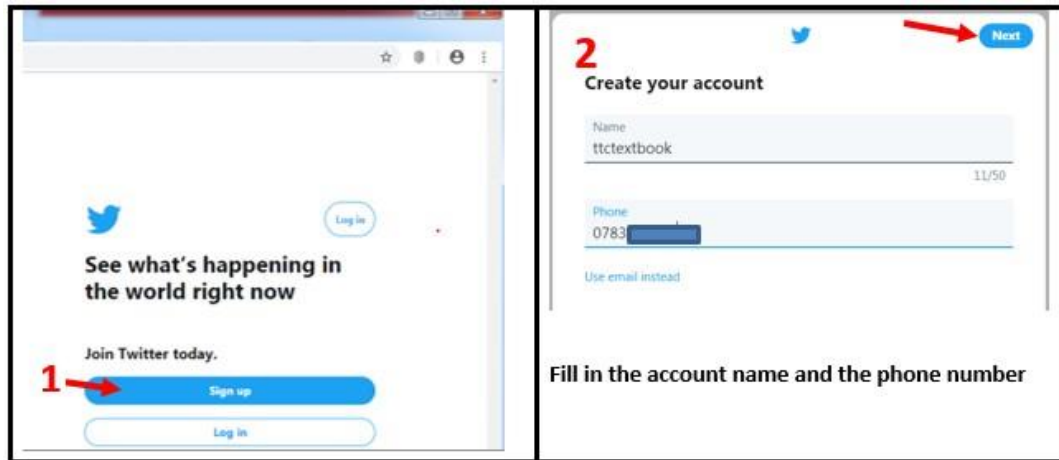 Log in
See what's happening in
the world right now
Join Twitter today.
1
Sign up
Log in
2
Next
Create your account
Name
ttctextbook
11/50
Phone
0783
Use email instead
Fill in the account name and the phone number